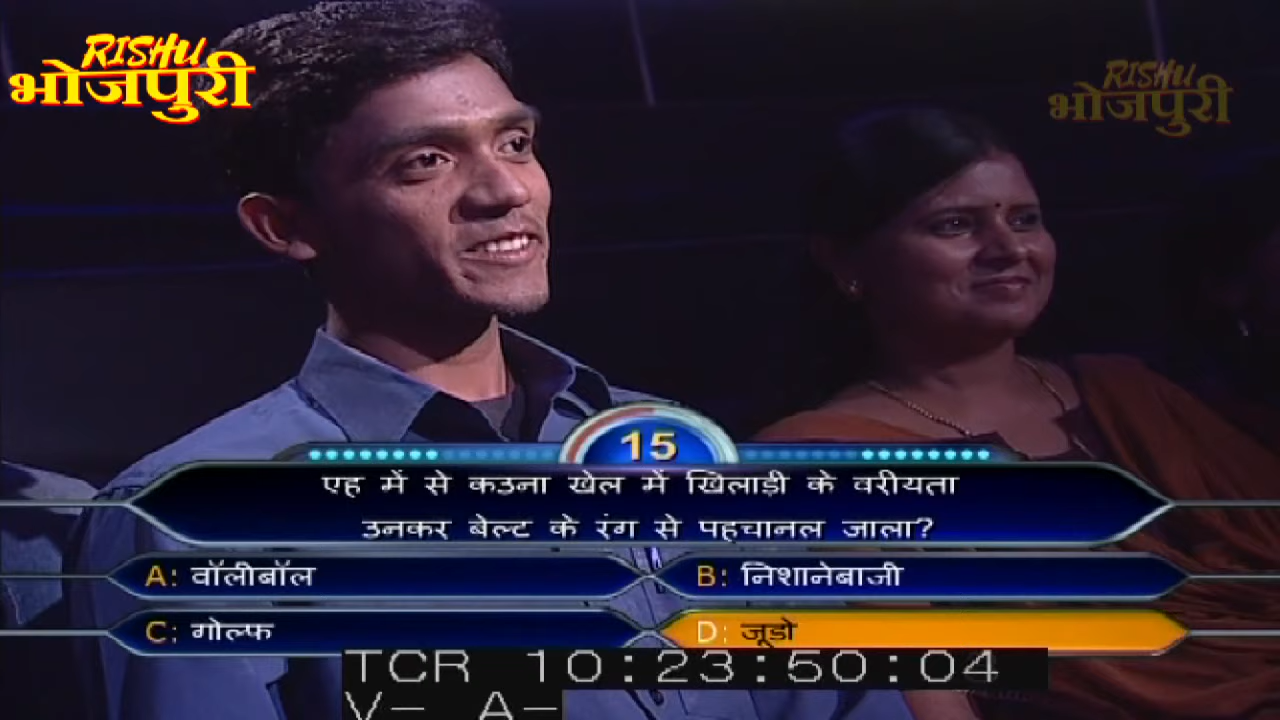 RISHU
भोजपुरी
RISHU
भोजपुरी
15
एह में से कउना खेल में खिलाड़ी के वरीयता
उनकर बेल्ट के रंग से पहचानल जाला?
A: वॉलीबॉल
B: निशानेबाजी
C: गोल्फ
D: जूडो
TCR 10:23:50:04
V- A-